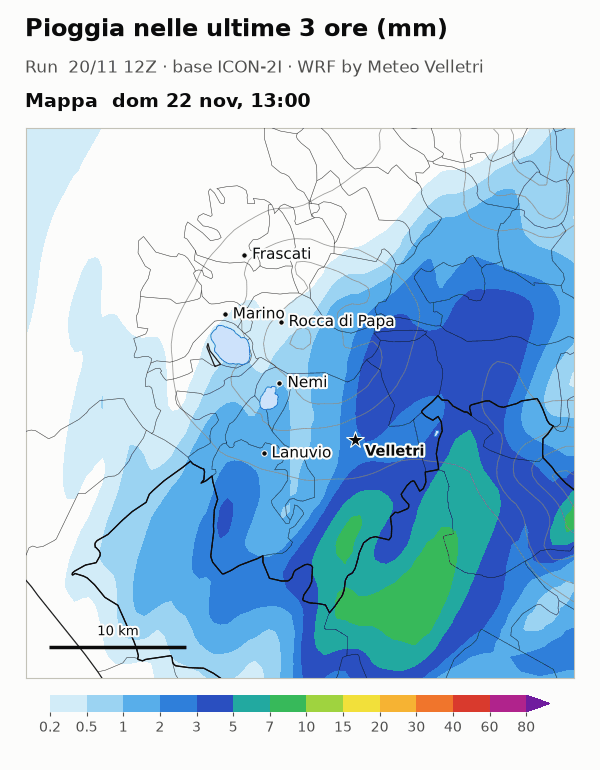 Pioggia nelle ultime 3 ore (mm)
Run 20/11 12Z · base ICON-2I · WRF by Meteo Velletri
Mappa dom 22 nov, 13:00
Frascati
Marino
Rocca di Papa
Nemi
Velletri
Lanuvio
10 km
0.2 0.5 1 2 3 5 7 10 15 20 30 40 60 80